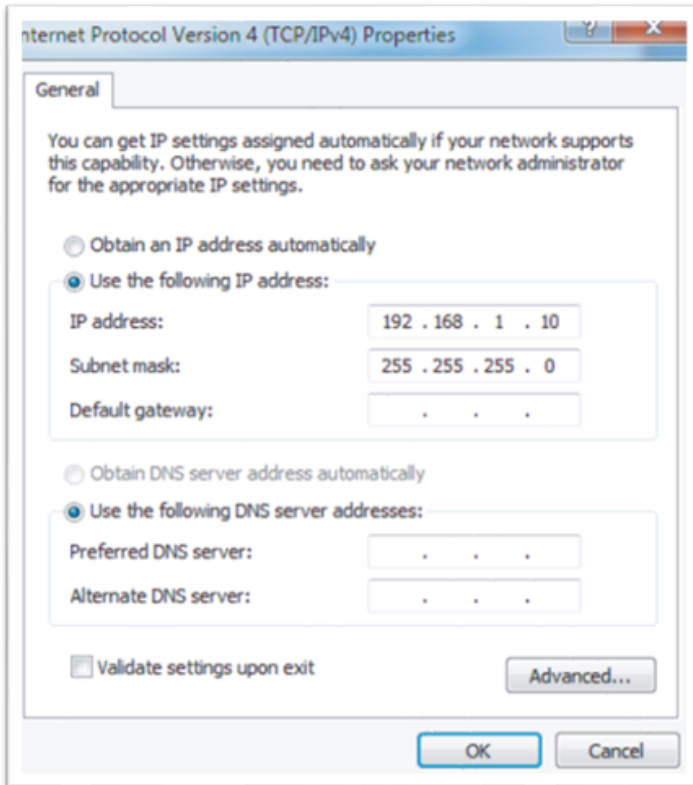 nternet Protocol Version 4 (TCP/IPv4) Properties
?
X
General
You can get IP settings assigned automatically if your network supports
this capability. Otherwise, you need to ask your network administrator
for the appropriate IP settings.
Obtain an IP address automatically
Use the following IP address:
IP address: 192 . 168 . 1 . 10
Subnet mask: 255 . 255 . 255 . 0
Default gateway: . . .
Obtain DNS server address automatically
Use the following DNS server addresses:
Preferred DNS server: . . .
Alternate DNS server: . . .
Validate settings upon exit
Advanced...
OK Cancel